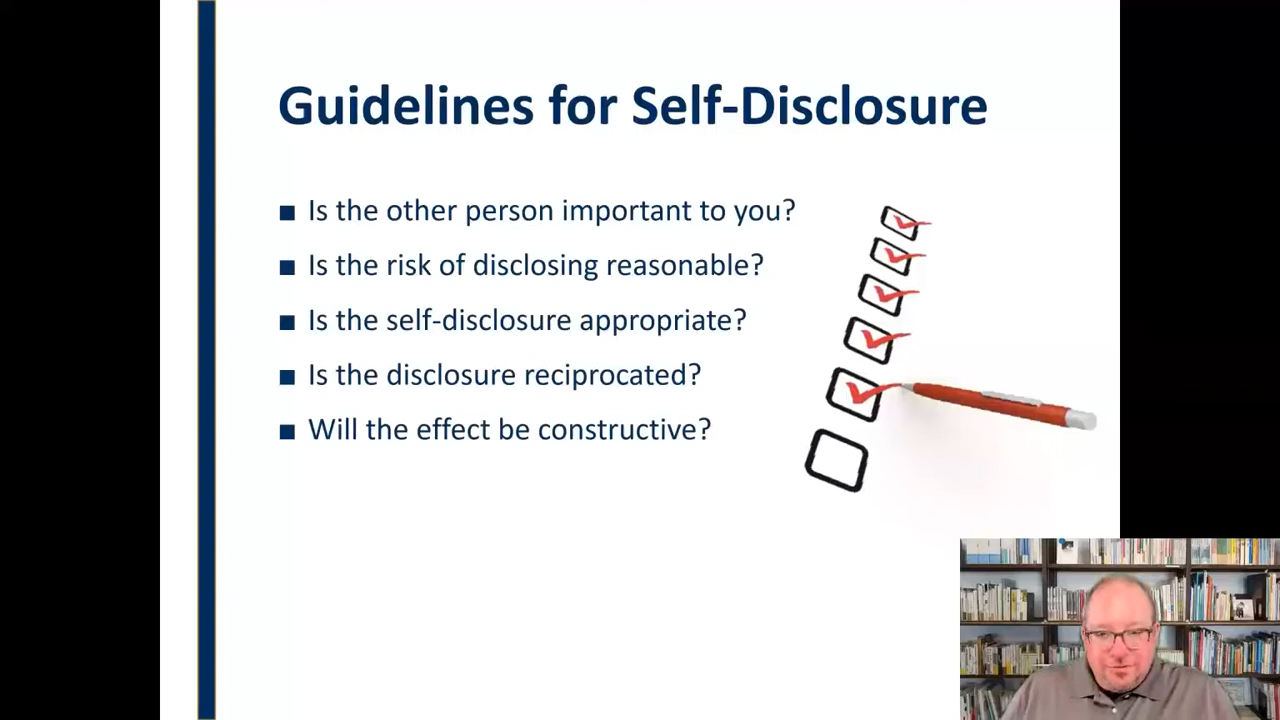 Guidelines for Self-Disclosure
■ Is the other person important to you?
■ Is the risk of disclosing reasonable?
■ Is the self-disclosure appropriate?
■ Is the disclosure reciprocated?
■ Will the effect be constructive?